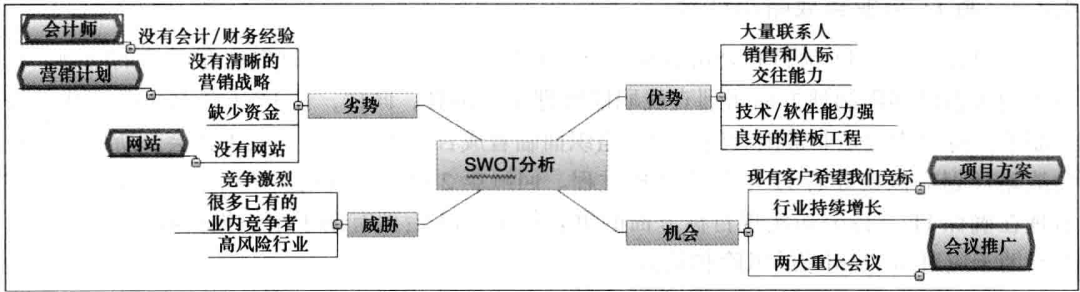 会计师
没有会计/财务经验
营销计划
没有清晰的
营销战略
缺少资金
网站
没有网站
劣势
竞争激烈
很多已有的
业内竞争者
高风险行业
威胁
SWOT分析
优势
大量联系人
销售和人际
交往能力
技术/软件能力强
良好的样板工程
机会
现有客户希望我们竞标
项目方案
行业持续增长
两大重大会议
会议推广